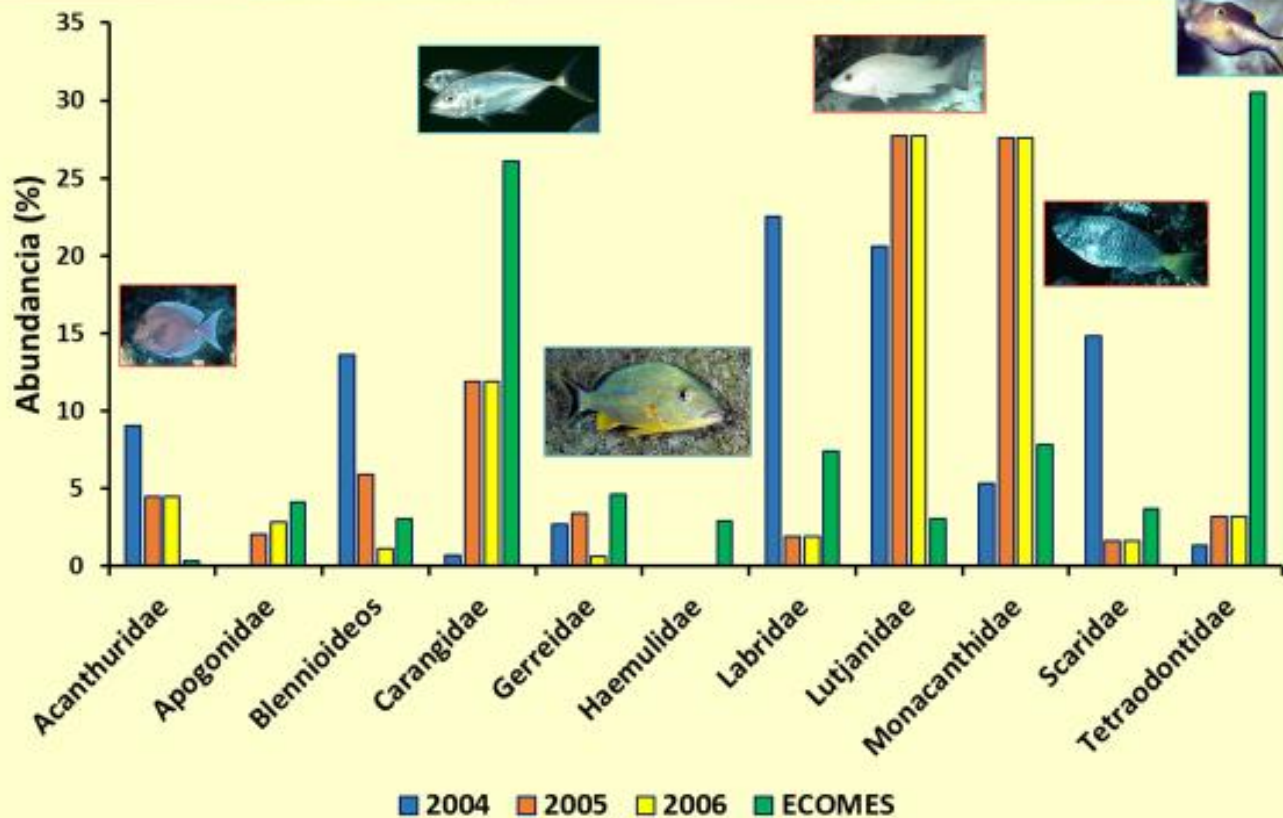 Abundancia (%)
35
30
25
20
15
10
5
0
Acanthuridae
Apogonidae
Blennioideos
Carangidae
Gerreidae
Haemulidae
Labridae
Lutjanidae
Monacanthidae
Scaridae
Tetraodontidae
2004 2005 2006 ECOMES